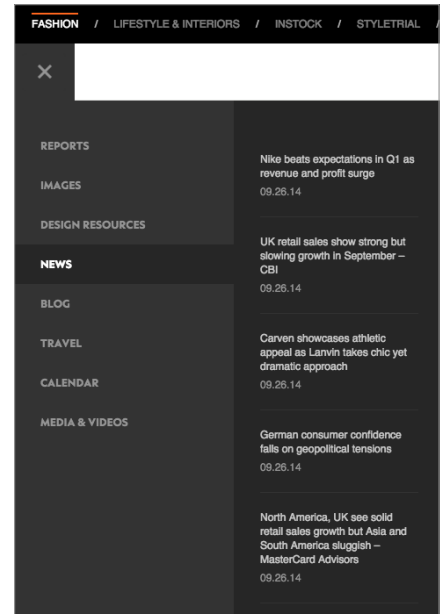 FASHION / LIFESTYLE & INTERIORS / INSTOCK / STYLETRIAL /
×
REPORTS
IMAGES
DESIGN RESOURCES
NEWS
BLOG
TRAVEL
CALENDAR
MEDIA & VIDEOS
Nike beats expectations in Q1 as
revenue and profit surge
09.26.14
UK retail sales show strong but
slowing growth in September –
CBI
09.26.14
Carven showcases athletic
appeal as Lanvin takes chic yet
dramatic approach
09.26.14
German consumer confidence
falls on geopolitical tensions
09.26.14
North America, UK see solid
retail sales growth but Asia and
South America sluggish –
MasterCard Advisors
09.26.14